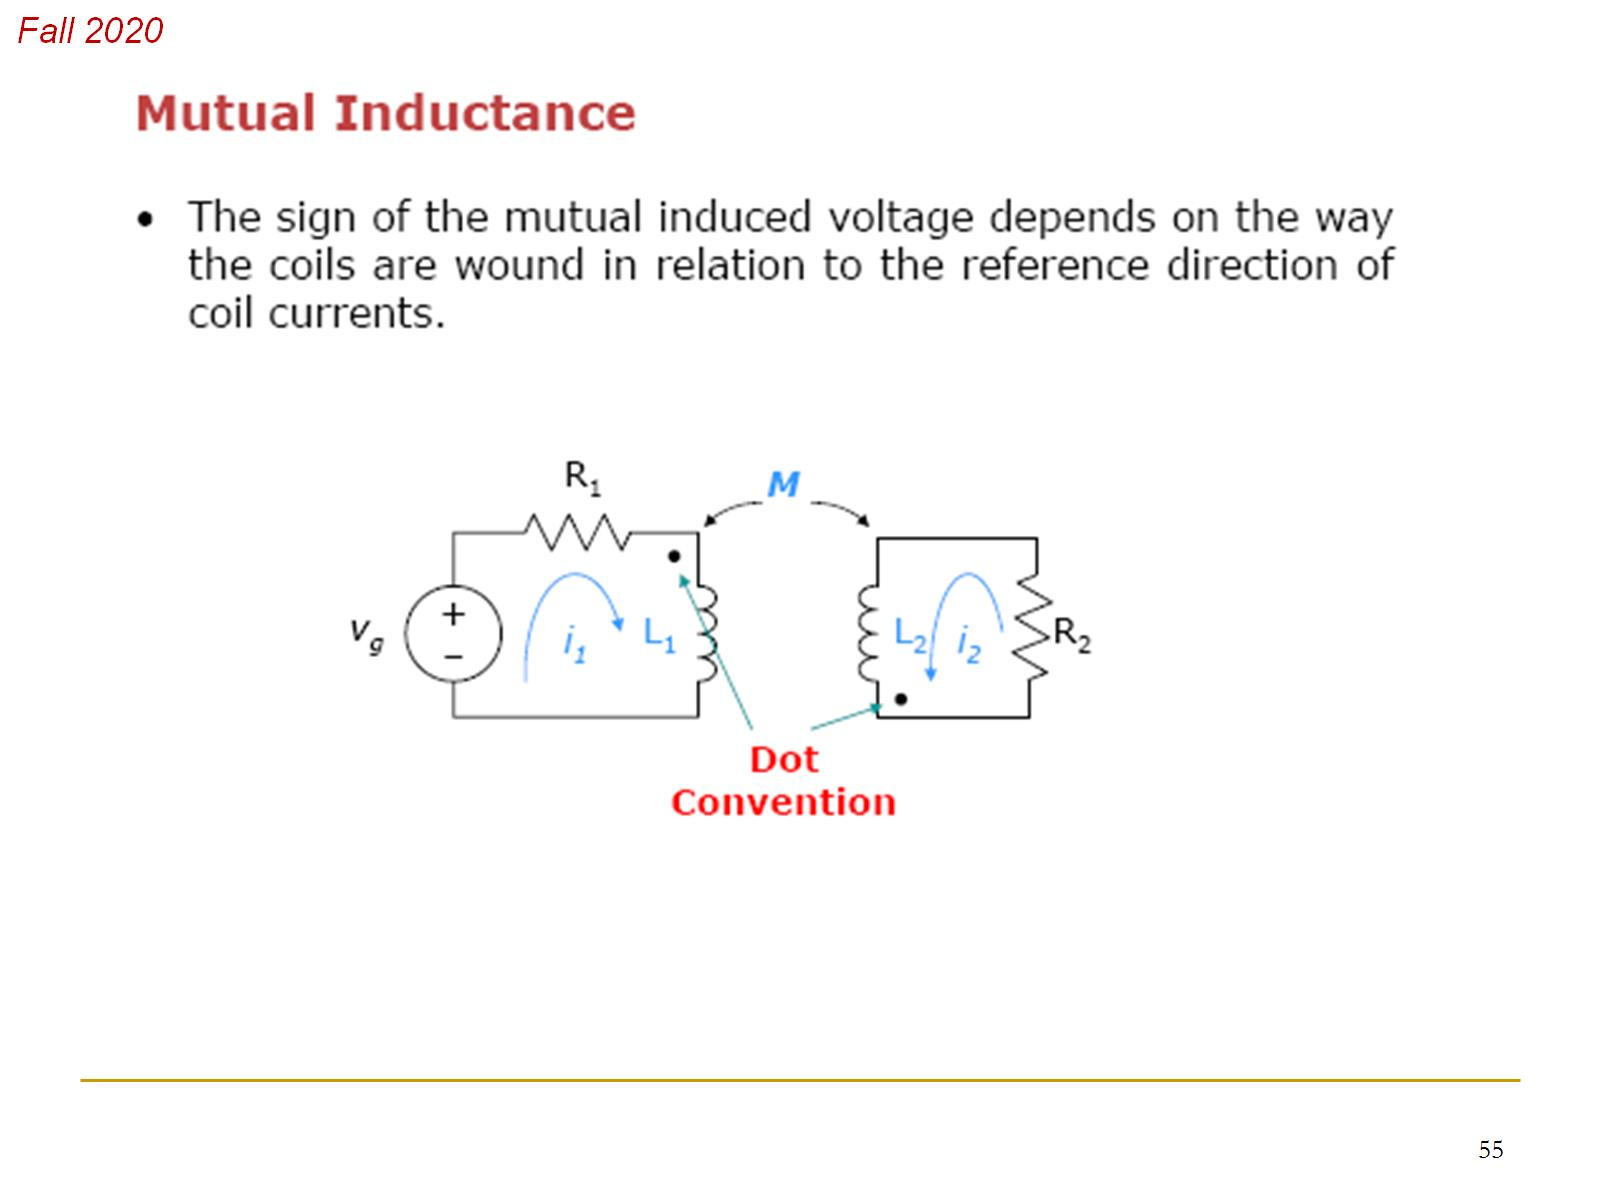 Fall 2020
Mutual Inductance
• The sign of the mutual induced voltage depends on the way
the coils are wound in relation to the reference direction of
coil currents.
R₁
M
+
−
vg
i₁
L₁
L₂
i₂
R₂
Dot
Convention
55